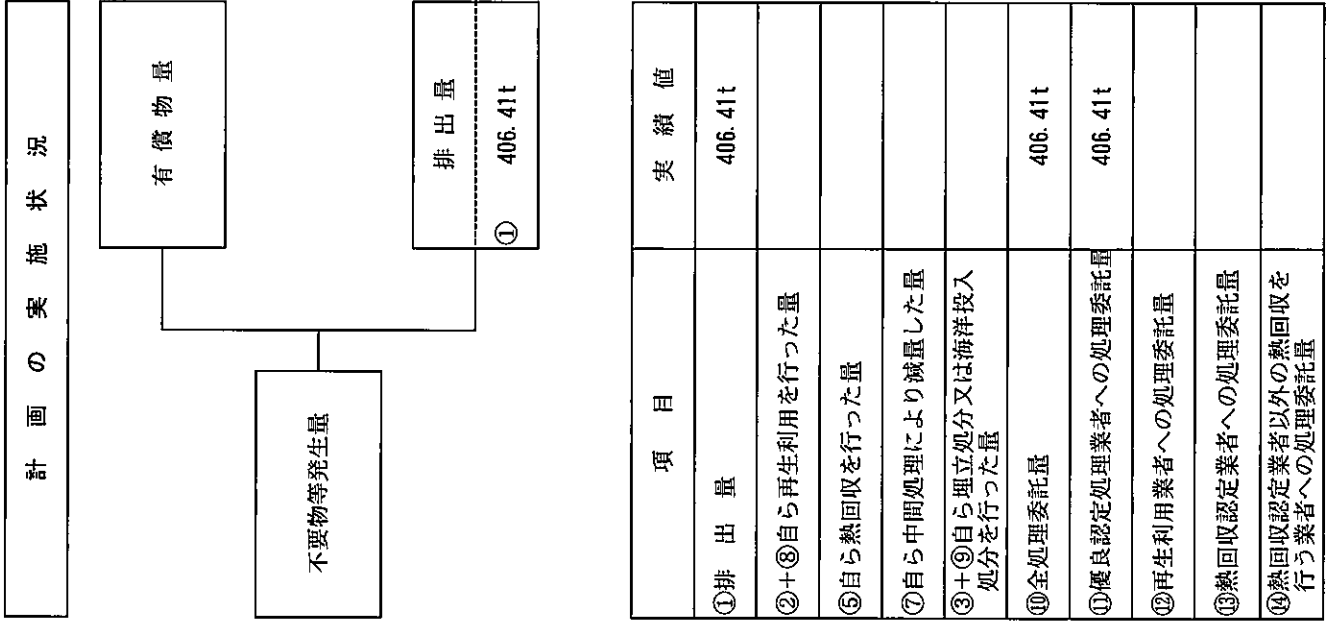 計画の実施状況
有償物量
排出量
① 406.41t
不要物等発生量
項目 実績値
①排出量 406.41t
②+⑧自ら再生利用を行った量
⑤自ら熱回収を行った量
⑦自ら中間処理により減量した量
③+⑨自ら埋立処分又は海洋投入
処分を行った量
⑩全処理委託量 406.41t
⑪優良認定処理業者への処理委託量 406.41t
⑫再生利用業者への処理委託量
⑬熱回収認定業者への処理委託量
⑭熱回収認定業者以外の熱回収を
行う業者への処理委託量